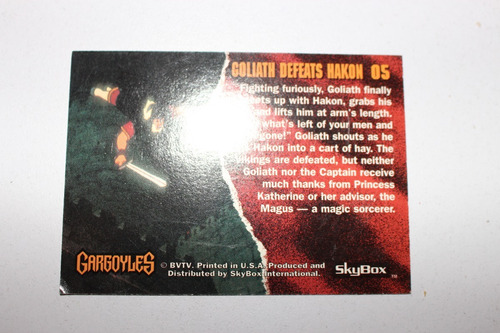 GOLIATH DEFEATS HAKON 05
Fighting furiously, Goliath finally
up with Hakon, grabs his
and lifts him at arm's length.
what's left of your men and
gone!" Goliath shouts as he
Hakon into a cart of hay. The
Vikings are defeated, but neither
Goliath nor the Captain receive
much thanks from Princess
Katherine or her advisor, the
Magus — a magic sorcerer.
GARGOYLES
© BVTV. Printed in U.S.A. Produced and
Distributed by SkyBox International.
SkyBox
TM